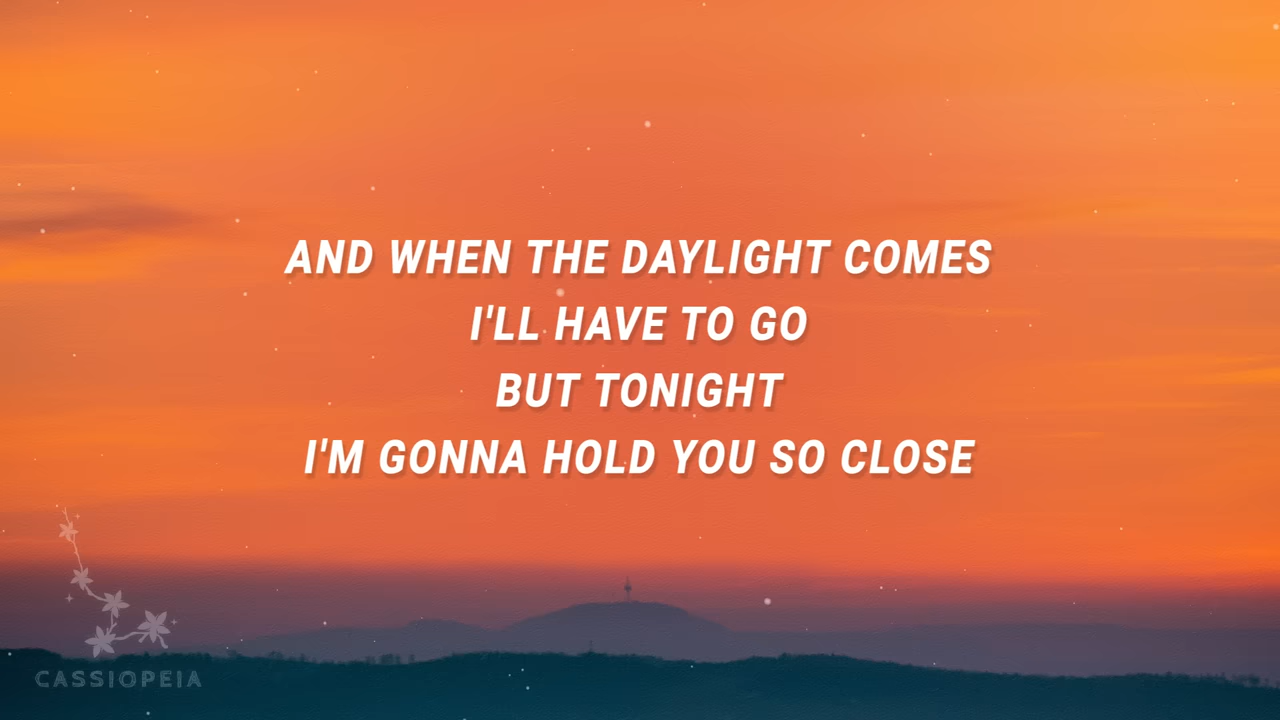 AND WHEN THE DAYLIGHT COMES
I'LL HAVE TO GO
BUT TONIGHT
I'M GONNA HOLD YOU SO CLOSE
CASSIOPEIA